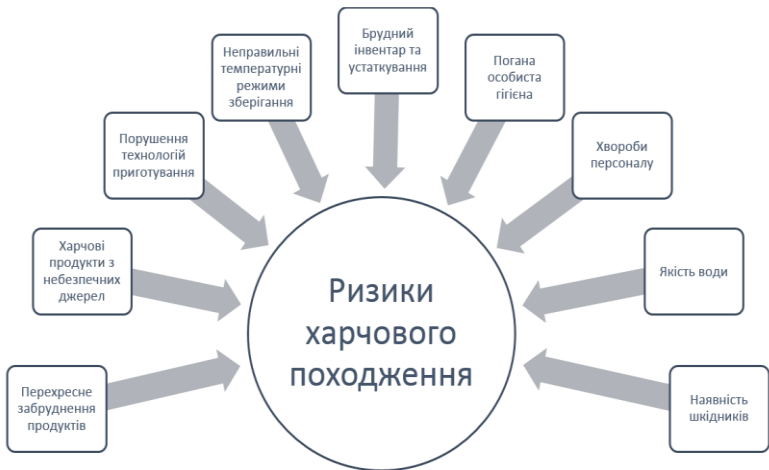 Брудний
інвентар та
устаткування
Неправильні
температурні
режими
зберігання
Погана
особиста
гігієна
Порушення
технологій
приготування
Хвороби
персоналу
Харчові
продукти з
небезпечних
джерел
Якість води
Ризики
харчового
походження
Перехресне
забруднення
продуктів
Наявність
шкідників